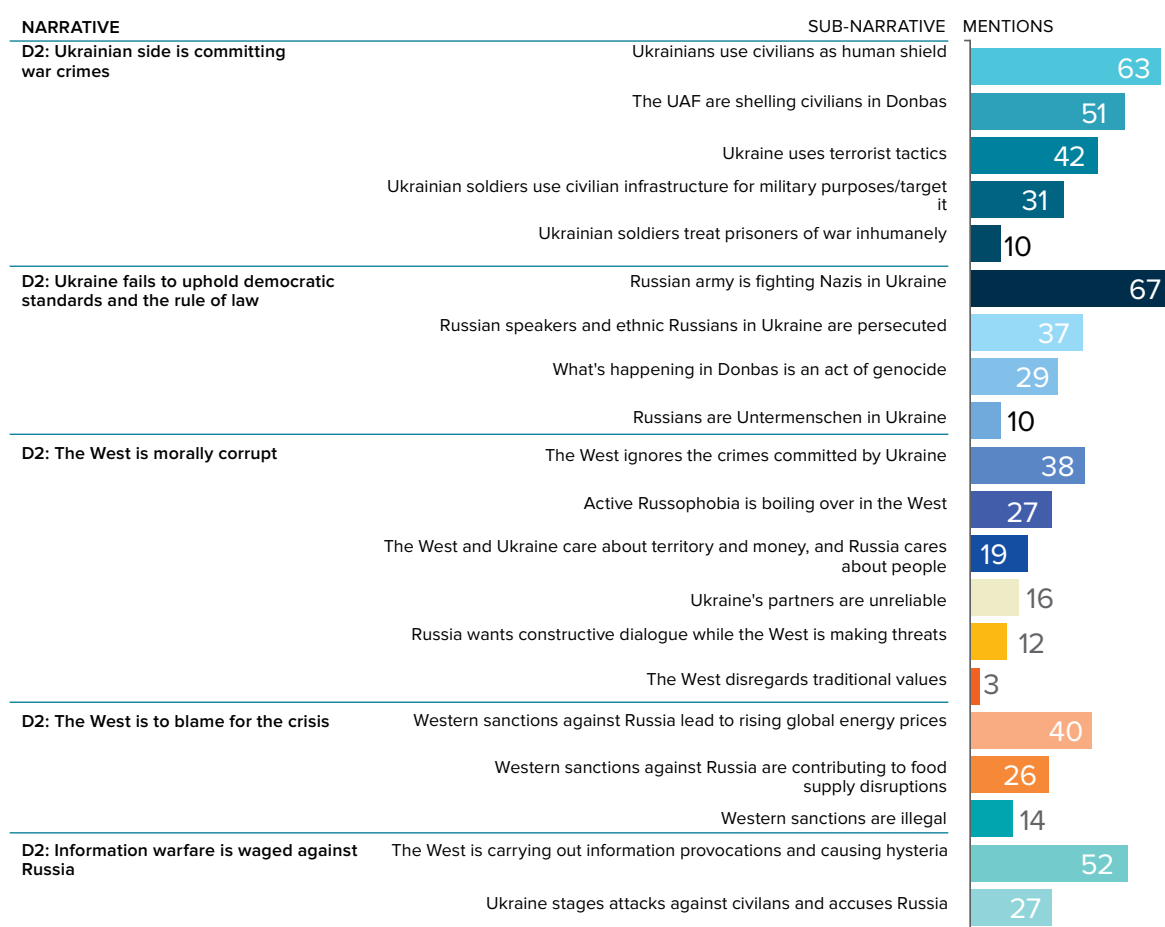 NARRATIVE SUB-NARRATIVE MENTIONS
D2: Ukrainian side is committing
war crimes
Ukrainians use civilians as human shield 63
The UAF are shelling civilians in Donbas 51
Ukraine uses terrorist tactics 42
Ukrainian soldiers use civilian infrastructure for military purposes/target
it 31
Ukrainian soldiers treat prisoners of war inhumanely 10
D2: Ukraine fails to uphold democratic
standards and the rule of law
Russian army is fighting Nazis in Ukraine 67
Russian speakers and ethnic Russians in Ukraine are persecuted 37
What's happening in Donbas is an act of genocide 29
Russians are Untermenschen in Ukraine 10
D2: The West is morally corrupt
The West ignores the crimes committed by Ukraine 38
Active Russophobia is boiling over in the West 27
The West and Ukraine care about territory and money, and Russia cares
about people 19
Ukraine's partners are unreliable 16
Russia wants constructive dialogue while the West is making threats 12
The West disregards traditional values 3
D2: The West is to blame for the crisis
Western sanctions against Russia lead to rising global energy prices 40
Western sanctions against Russia are contributing to food
supply disruptions 26
Western sanctions are illegal 14
D2: Information warfare is waged against
Russia
The West is carrying out information provocations and causing hysteria 52
Ukraine stages attacks against civilans and accuses Russia 27